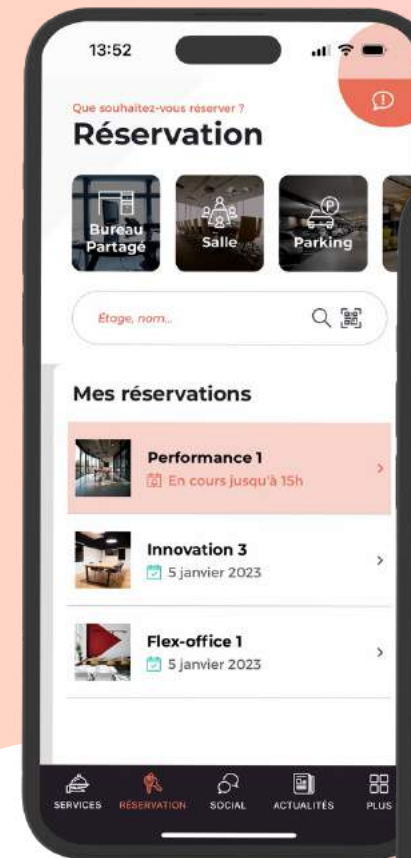 13:52
Que souhaitez-vous réserver ?
Réservation
Bureau
Partagé
Salle
P
Parking
Étage, nom...
Mes réservations
Performance 1
En cours jusqu'à 15h
Innovation 3
5 janvier 2023
Flex-office 1
5 janvier 2023
SERVICES RÉSERVATION SOCIAL ACTUALITÉS PLUS